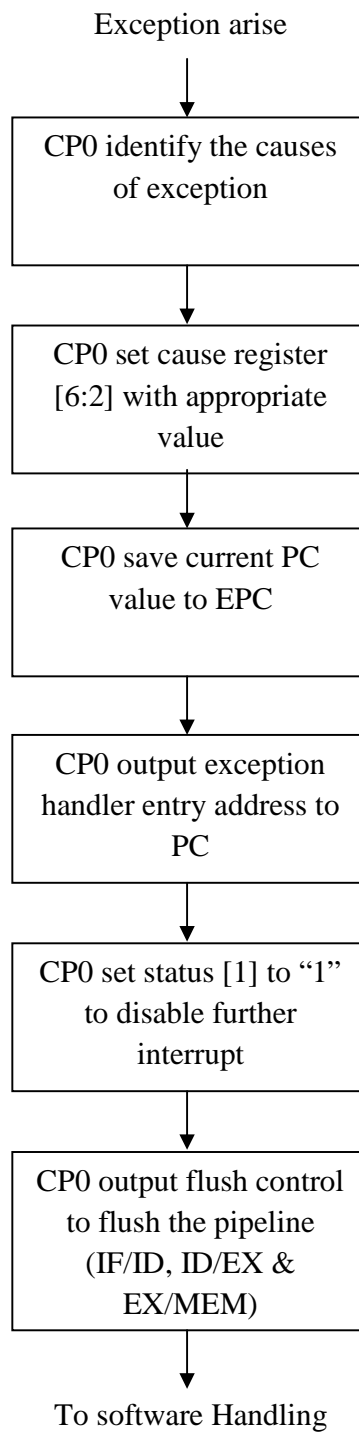 Exception arise
CP0 identify the causes
of exception
CP0 set cause register
[6:2] with appropriate
value
CP0 save current PC
value to EPC
CP0 output exception
handler entry address to
PC
CP0 set status [1] to “1”
to disable further
interrupt
CP0 output flush control
to flush the pipeline
(IF/ID, ID/EX &
EX/MEM)
To software Handling